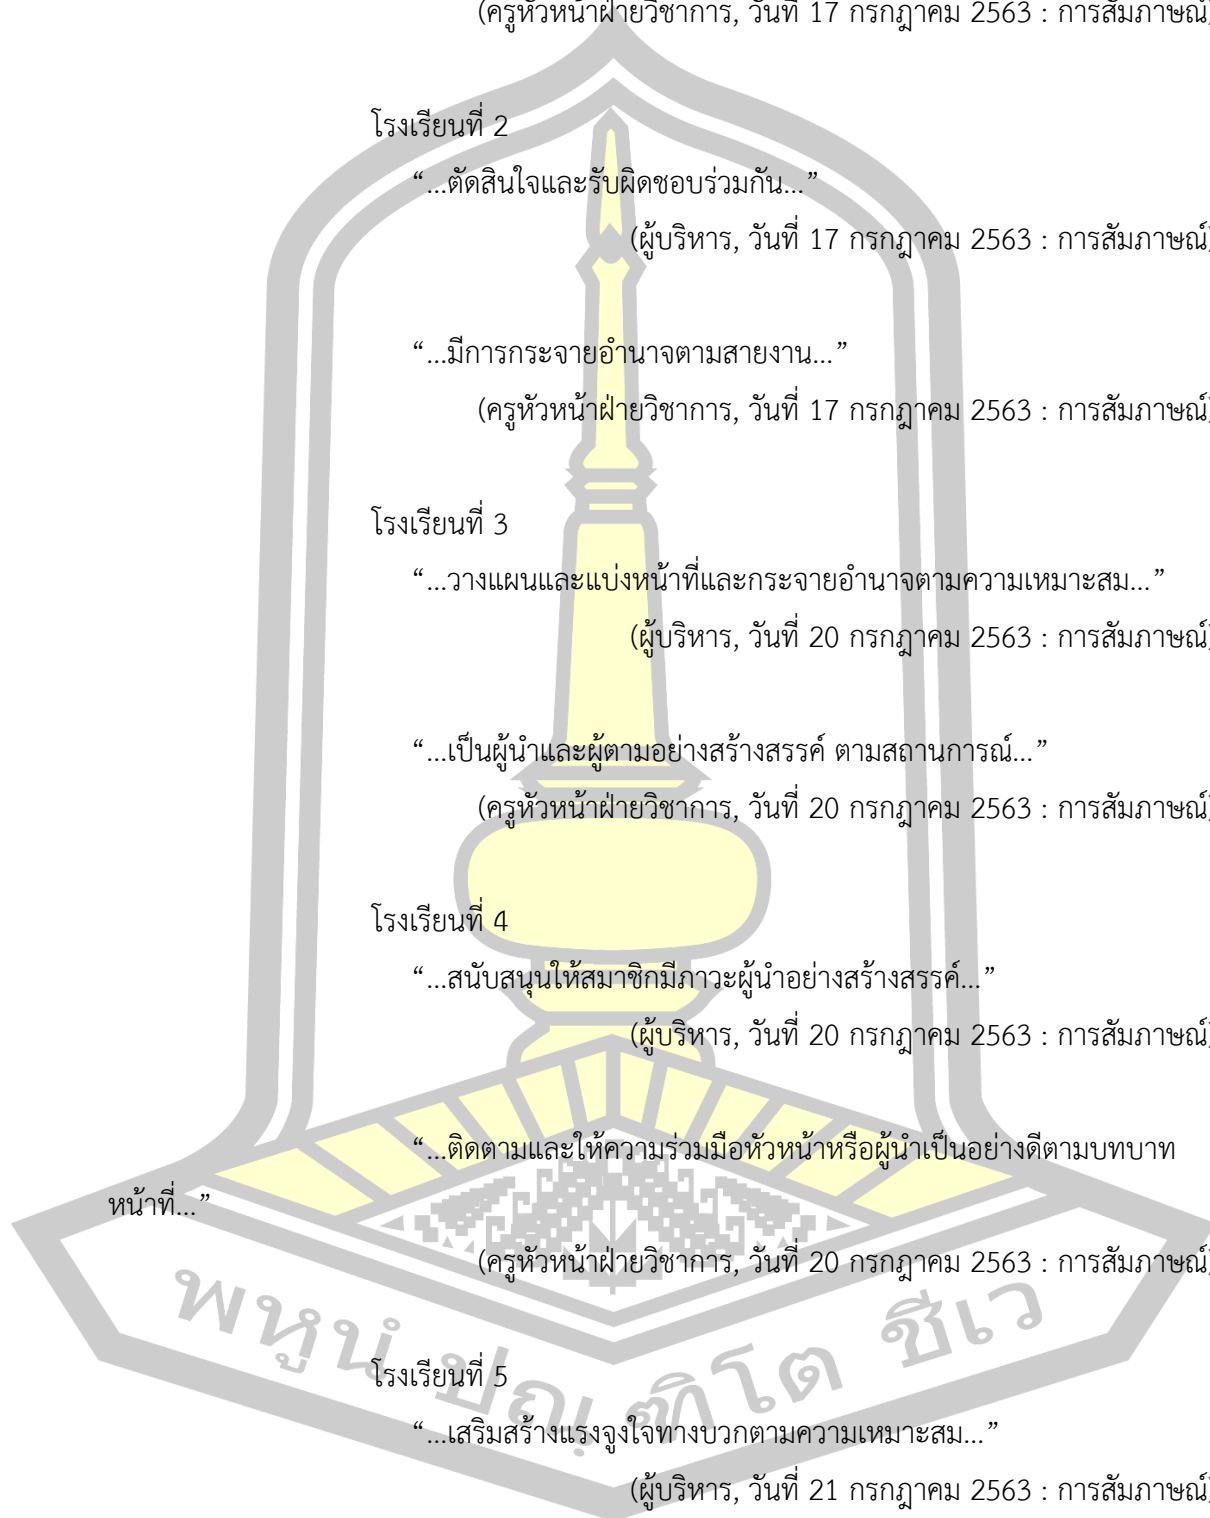 (ครูหัวหน้าฝ่ายวิชาการ, วันที่ 17 กรกฎาคม 2563 : การสัมภาษณ์)
โรงเรียนที่ 2
“...ตัดสินใจและรับผิดชอบร่วมกัน...”
(ผู้บริหาร, วันที่ 17 กรกฎาคม 2563 : การสัมภาษณ์)
“...มีการกระจายอำนาจตามสายงาน...”
(ครูหัวหน้าฝ่ายวิชาการ, วันที่ 17 กรกฎาคม 2563 : การสัมภาษณ์)
โรงเรียนที่ 3
“...วางแผนและแบ่งหน้าที่และกระจายอำนาจตามความเหมาะสม...”
(ผู้บริหาร, วันที่ 20 กรกฎาคม 2563 : การสัมภาษณ์)
“...เป็นผู้นำและผู้ตามอย่างสร้างสรรค์ ตามสถานการณ์...”
(ครูหัวหน้าฝ่ายวิชาการ, วันที่ 20 กรกฎาคม 2563 : การสัมภาษณ์)
โรงเรียนที่ 4
“...สนับสนุนให้สมาชิกมีภาวะผู้นำอย่างสร้างสรรค์...”
(ผู้บริหาร, วันที่ 20 กรกฎาคม 2563 : การสัมภาษณ์)
“...ติดตามและให้ความร่วมมือหัวหน้าหรือผู้นำเป็นอย่างดีตามบทบาท
หน้าที่...”
(ครูหัวหน้าฝ่ายวิชาการ, วันที่ 20 กรกฎาคม 2563 : การสัมภาษณ์)
พหูนํ ปณฺฑิโต ชีเว
โรงเรียนที่ 5
“...เสริมสร้างแรงจูงใจทางบวกตามความเหมาะสม...”
(ผู้บริหาร, วันที่ 21 กรกฎาคม 2563 : การสัมภาษณ์)